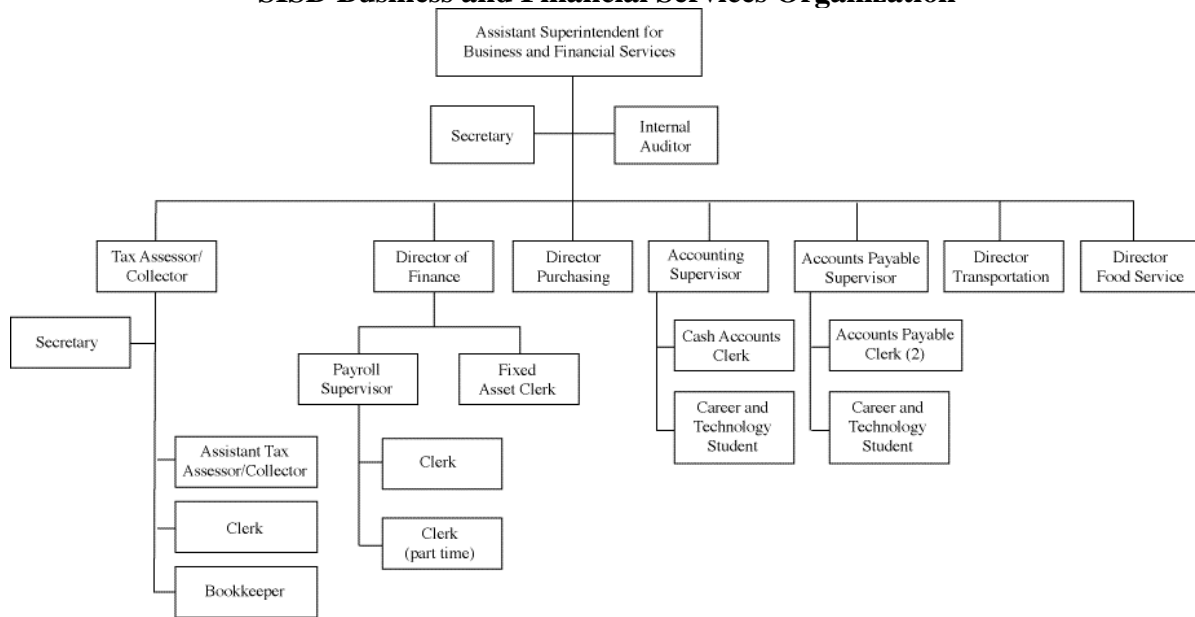 SISD Business and Financial Services Organization
Assistant Superintendent for
Business and Financial Services
Secretary
Internal
Auditor
Tax Assessor/
Collector
Director of
Finance
Director
Purchasing
Accounting
Supervisor
Accounts Payable
Supervisor
Director
Transportation
Director
Food Service
Secretary
Payroll
Supervisor
Fixed
Asset Clerk
Cash Accounts
Clerk
Accounts Payable
Clerk (2)
Career and
Technology
Student
Career and
Technology
Student
Assistant Tax
Assessor/Collector
Clerk
Clerk
Clerk
(part time)
Bookkeeper